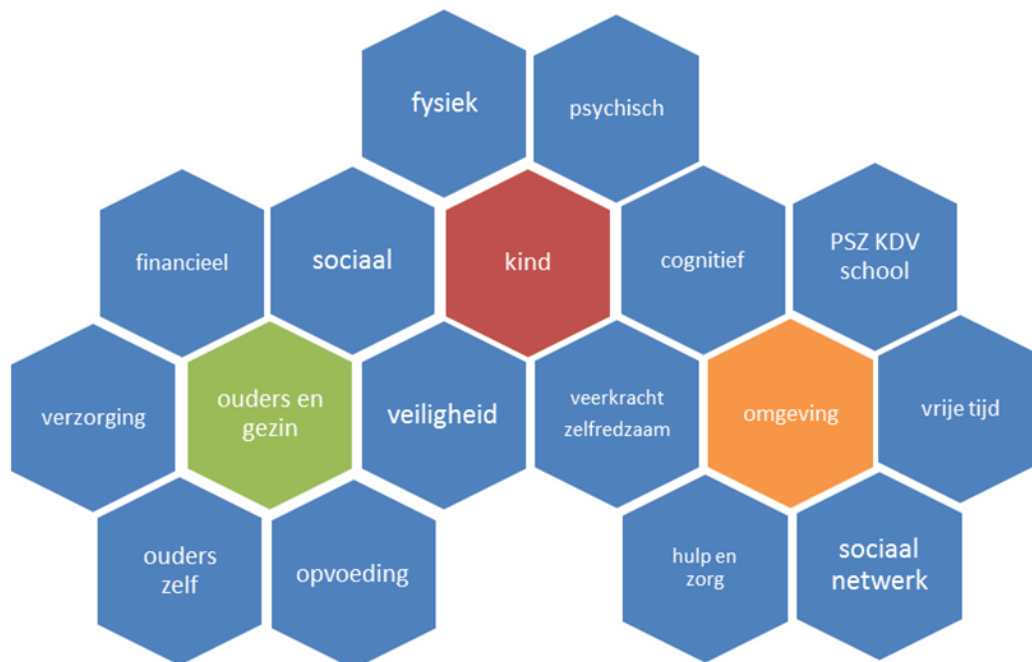 fysiek
psychisch
financieel
sociaal
kind
cognitief
PSZ KDV
school
verzorging
ouders en
gezin
veiligheid
veerkracht
zelfredzaam
omgeving
vrije tijd
ouders
zelf
opvoeding
hulp en
zorg
sociaal
netwerk